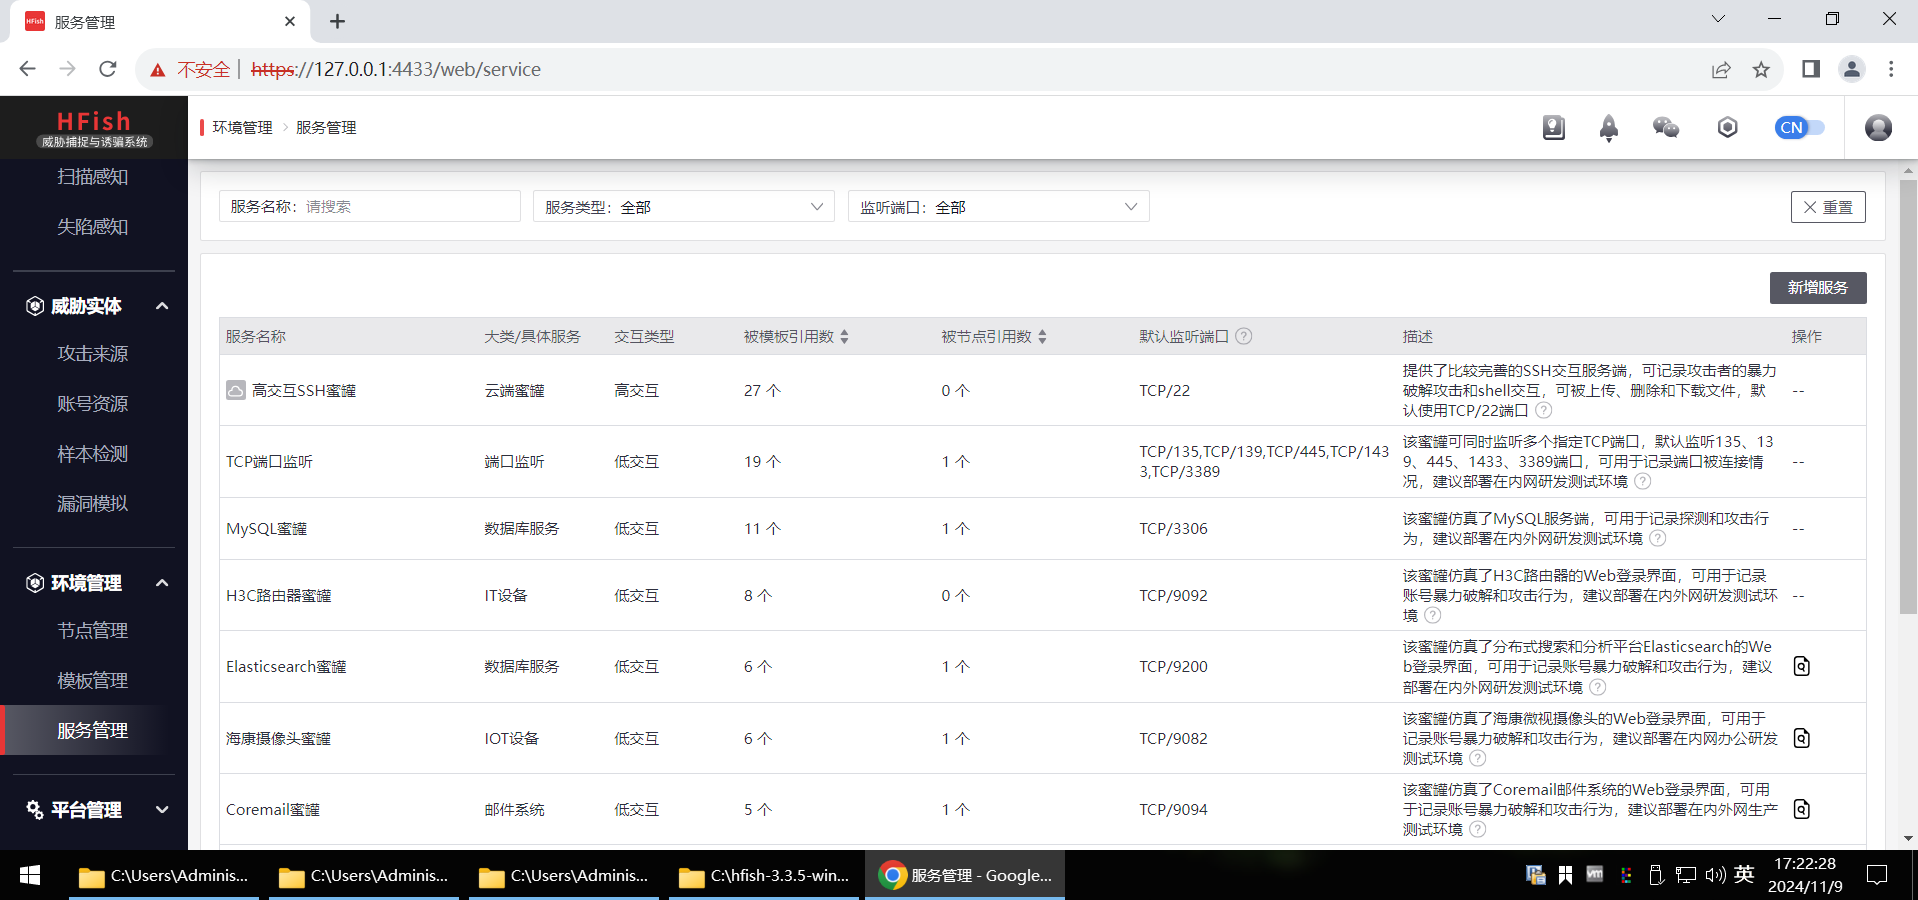 HFish
服务管理
不安全
https://127.0.0.1:4433/web/service
HFish
威胁捕捉与诱骗系统
环境管理
服务管理
CN
扫描感知
失陷感知
威胁实体
攻击来源
账号资源
样本检测
漏洞模拟
环境管理
节点管理
模板管理
服务管理
平台管理
服务名称: 请搜索
服务类型: 全部
监听端口: 全部
重置
新增服务
服务名称 大类/具体服务 交互类型 被模板引用数 被节点引用数 默认监听端口 描述 操作
高交互SSH蜜罐 云端蜜罐 高交互 27 个 0 个 TCP/22
提供了比较完善的SSH交互服务端，可记录攻击者的暴力
破解攻击和shell交互，可被上传、删除和下载文件，默
认使用TCP/22端口
--
TCP端口监听 端口监听 低交互 19 个 1 个
TCP/135,TCP/139,TCP/445,TCP/143
3,TCP/3389
该蜜罐可同时监听多个指定TCP端口，默认监听135、13
9、445、1433、3389端口，可用于记录端口被连接情
况，建议部署在内网研发测试环境
--
MySQL蜜罐 数据库服务 低交互 11 个 1 个 TCP/3306
该蜜罐仿真了MySQL服务端，可用于记录探测和攻击行
为，建议部署在内外网研发测试环境
--
H3C路由器蜜罐 IT设备 低交互 8 个 0 个 TCP/9092
该蜜罐仿真了H3C路由器的Web登录界面，可用于记录
账号暴力破解和攻击行为，建议部署在内外网研发测试环
境
--
Elasticsearch蜜罐 数据库服务 低交互 6 个 1 个 TCP/9200
该蜜罐仿真了分布式搜索和分析平台Elasticsearch的We
b登录界面，可用于记录账号暴力破解和攻击行为，建议
部署在内外网研发测试环境
海康摄像头蜜罐 IOT设备 低交互 6 个 1 个 TCP/9082
该蜜罐仿真了海康微视摄像头的Web登录界面，可用于
记录账号暴力破解和攻击行为，建议部署在内网办公研发
测试环境
Coremail蜜罐 邮件系统 低交互 5 个 1 个 TCP/9094
该蜜罐仿真了Coremail邮件系统的Web登录界面，可用
于记录账号暴力破解和攻击行为，建议部署在内外网生产
测试环境
C:\Users\Adminis...
C:\Users\Adminis...
C:\Users\Adminis...
C:\hfish-3.3.5-win...
服务管理 - Google...
vm
英
17:22:28
2024/11/9